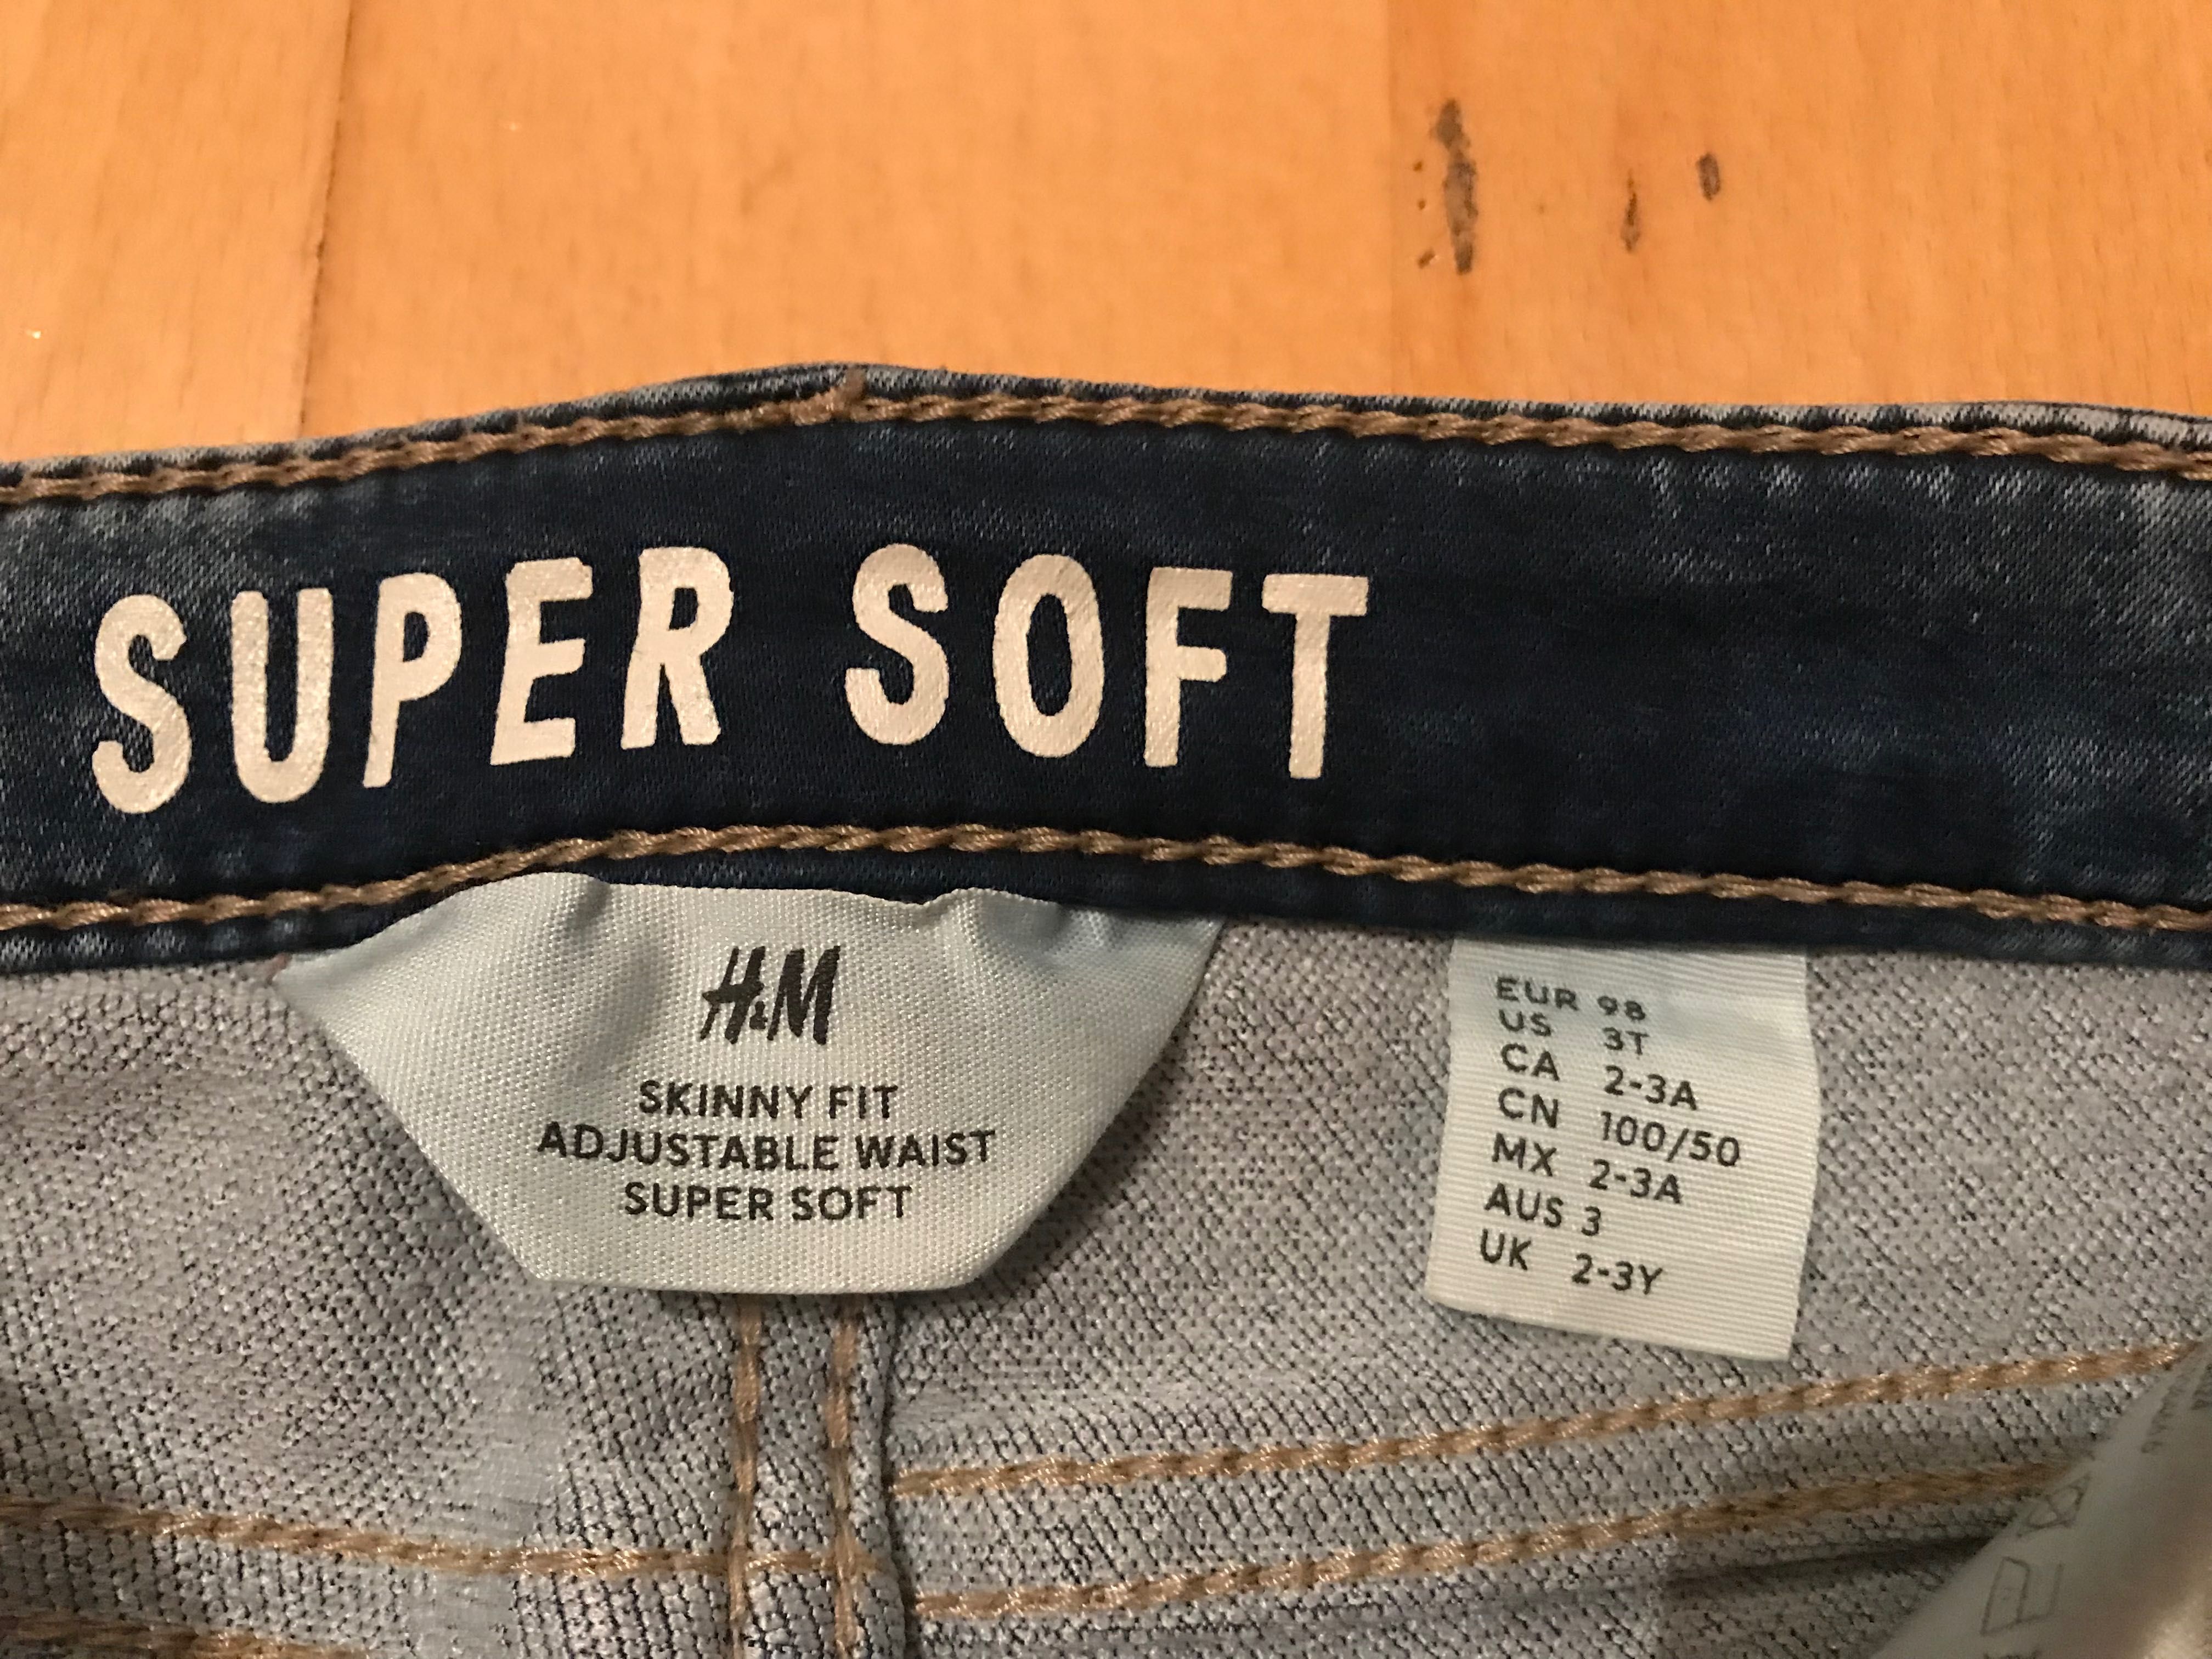 SUPER SOFT
H&M
SKINNY FIT
ADJUSTABLE WAIST
SUPER SOFT
EUR 98
US 3T
CA 2-3A
CN 100/50
MX 2-3A
AUS 3
UK 2-3Y